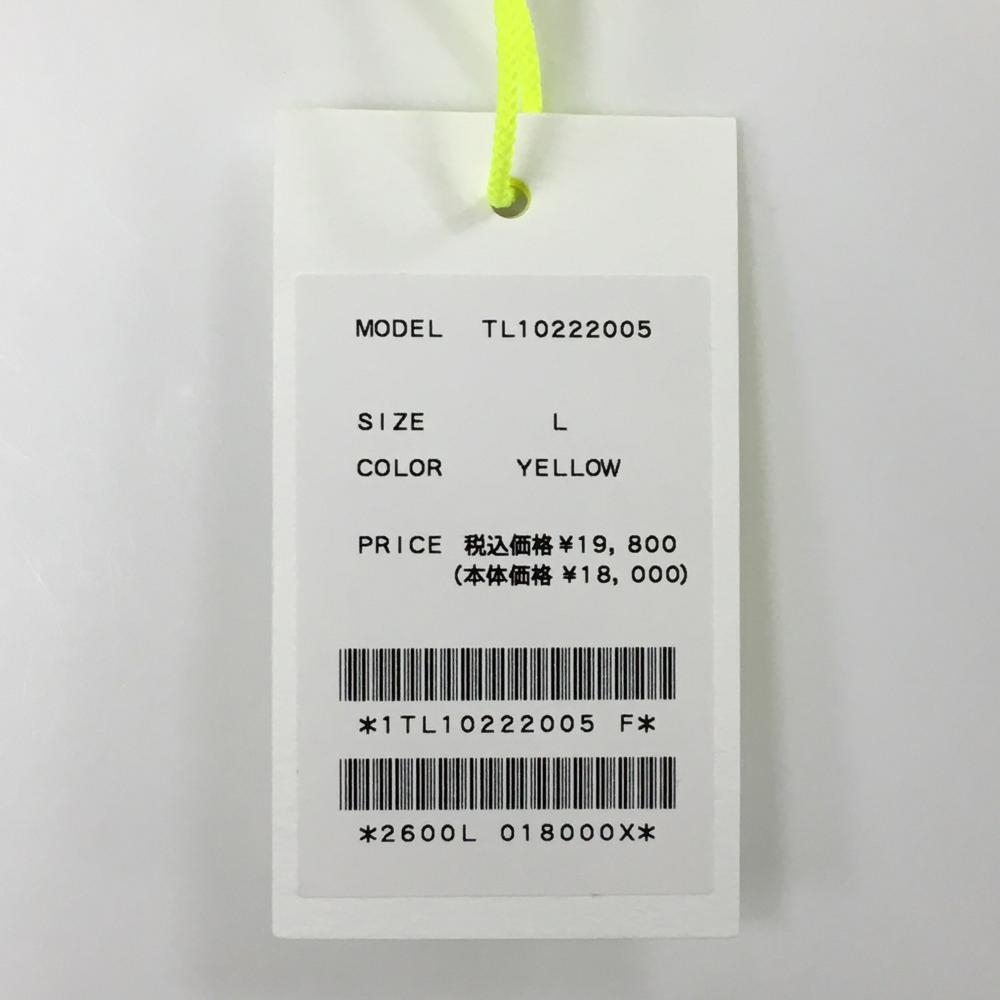 MODEL TL10222005
SIZE L
COLOR YELLOW
PRICE 税込価格 ¥19,800
(本体価格 ¥18,000)
*1TL10222005 F*
*2600L 018000X*